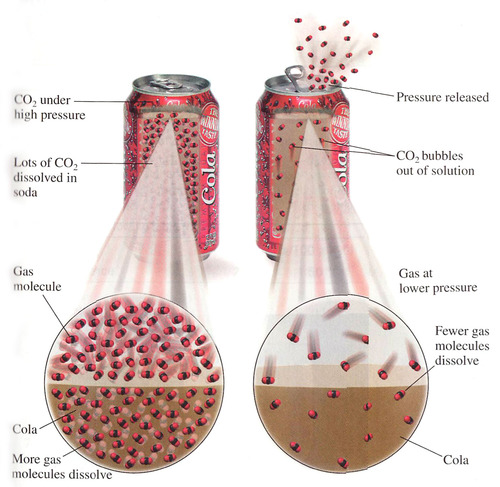 CO₂ under
high pressure
Lots of CO₂
dissolved in
soda
Cola
Pressure released
CO₂ bubbles
out of solution
ola
Gas
molecule
Cola
More gas
molecules dissolve
Gas at
lower pressure
Fewer gas
molecules
dissolve
Cola